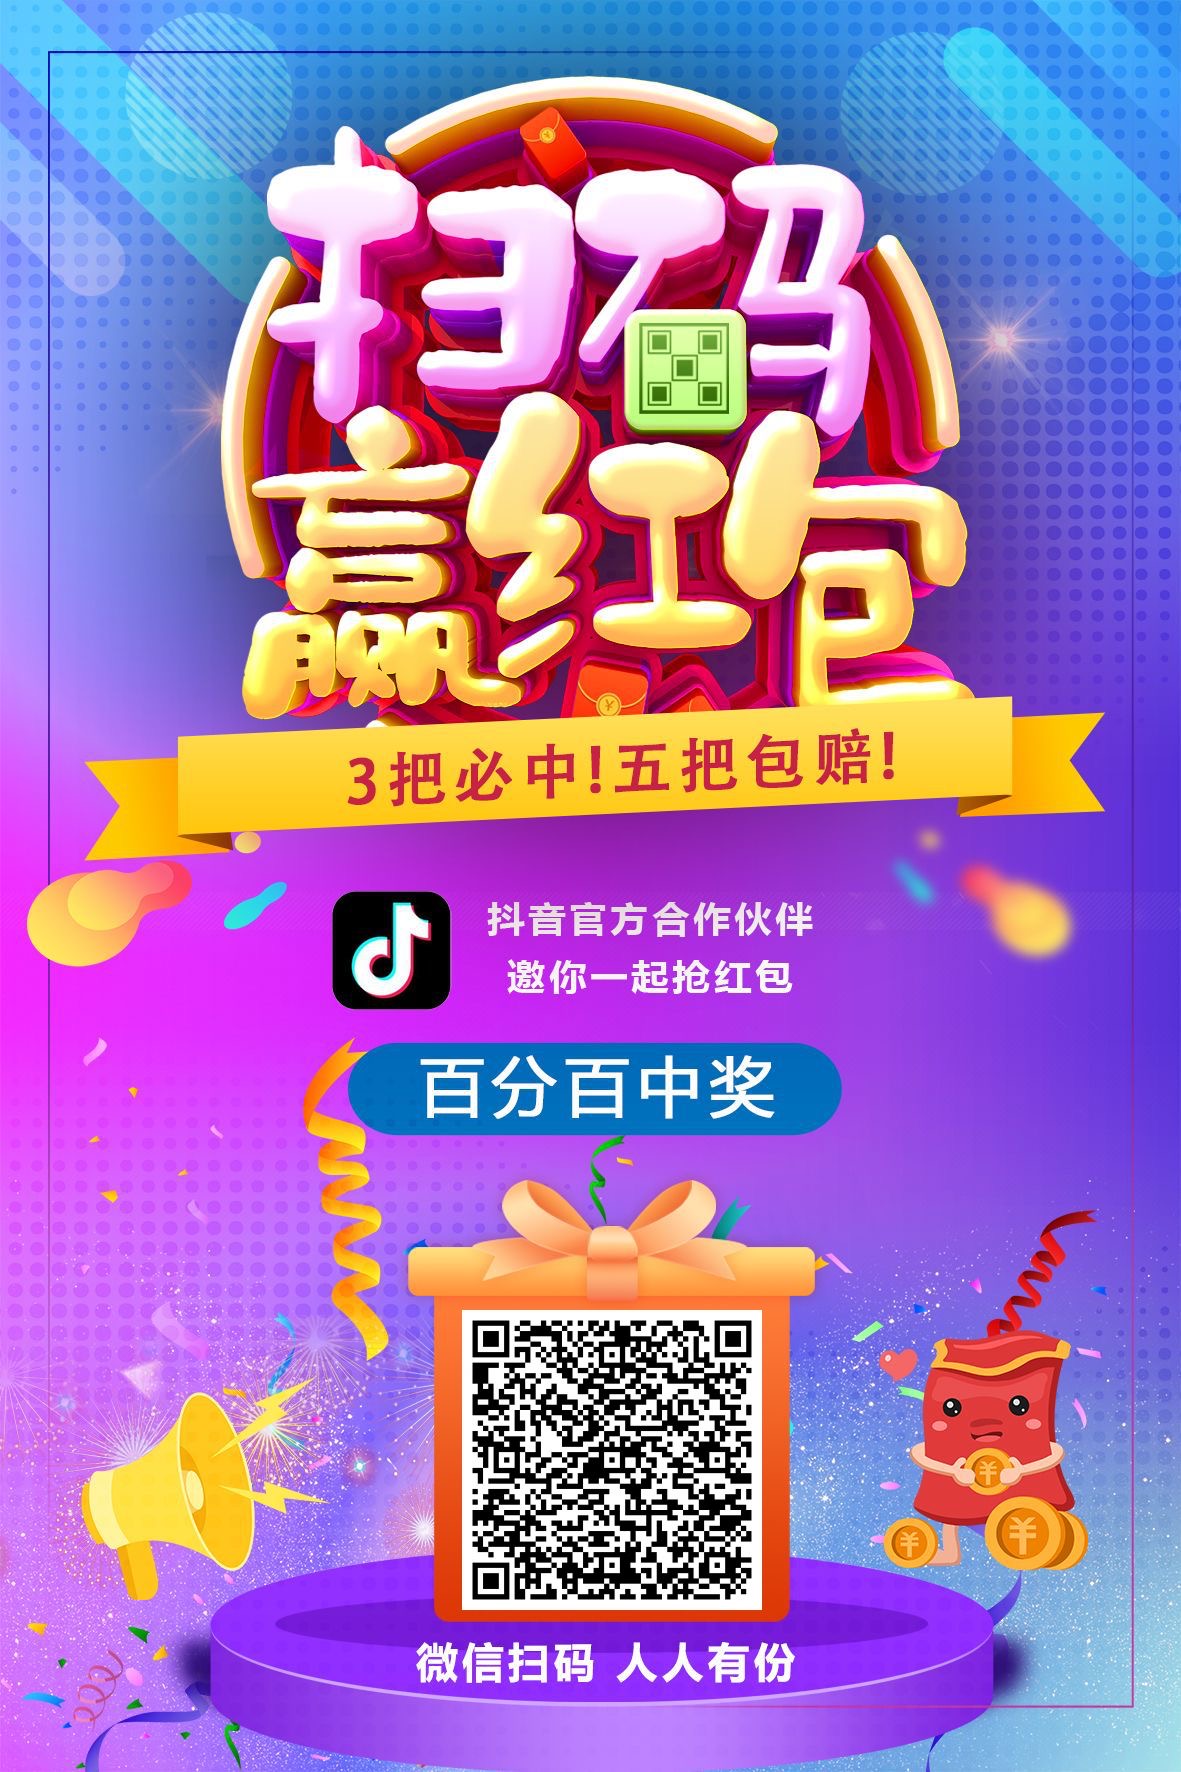 扫码
赢红包
3把必中!五把包赔!
抖音官方合作伙伴
邀你一起抢红包
百分百中奖
微信扫码 人人有份